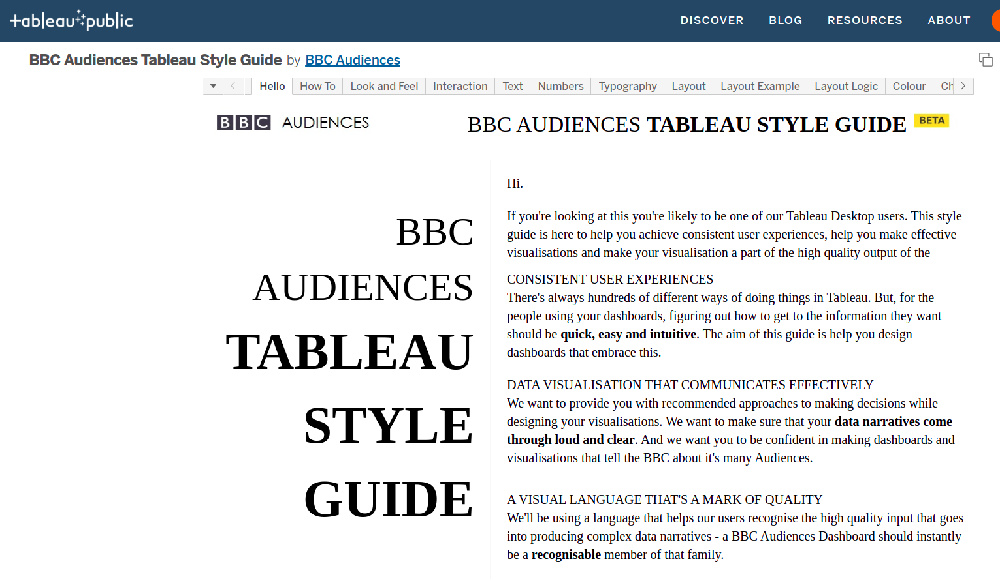 tableau public
DISCOVER BLOG RESOURCES ABOUT
BBC Audiences Tableau Style Guide by BBC Audiences
Hello How To Look and Feel Interaction Text Numbers Typography Layout Layout Example Layout Logic Colour
BBC AUDIENCES
BBC AUDIENCES TABLEAU STYLE GUIDE BETA
BBC
AUDIENCES
TABLEAU
STYLE
GUIDE
Hi.
If you're looking at this you're likely to be one of our Tableau Desktop users. This style
guide is here to help you achieve consistent user experiences, help you make effective
visualisations and make your visualisation a part of the high quality output of the
CONSISTENT USER EXPERIENCES
There's always hundreds of different ways of doing things in Tableau. But, for the
people using your dashboards, figuring out how to get to the information they want
should be quick, easy and intuitive. The aim of this guide is help you design
dashboards that embrace this.
DATA VISUALISATION THAT COMMUNICATES EFFECTIVELY
We want to provide you with recommended approaches to making decisions while
designing your visualisations. We want to make sure that your data narratives come
through loud and clear. And we want you to be confident in making dashboards and
visualisations that tell the BBC about it's many Audiences.
A VISUAL LANGUAGE THAT'S A MARK OF QUALITY
We'll be using a language that helps our users recognise the high quality input that goes
into producing complex data narratives - a BBC Audiences Dashboard should instantly
be a recognisable member of that family.